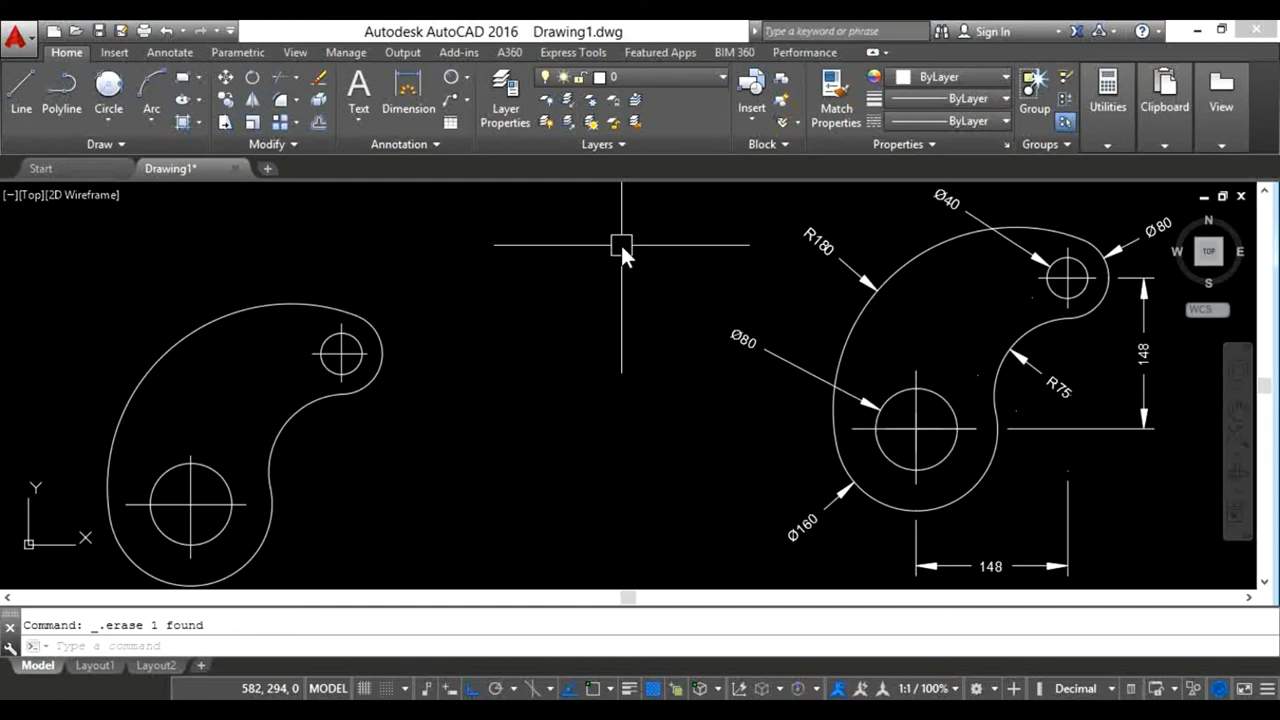 Autodesk AutoCAD 2016 Drawing1.dwg
Type a keyword or phrase
Sign In
Home Insert Annotate Parametric View Manage Output Add-ins A360 Express Tools Featured Apps BIM 360 Performance
0
ByLayer
ByLayer
ByLayer
Line Polyline Circle Arc
Text Dimension
Layer Properties
Insert
Match Properties
Group
Utilities
Clipboard
View
Draw Modify Annotation Layers Block Properties Groups
Start Drawing1*
[−][Top][2D Wireframe]
Ø40
Ø80
R180
N
W TOP E
S
WCS
Ø80
148
R75
Y
X
Ø160
148
Command: _.erase 1 found
Type a command
Model Layout1 Layout2
582, 294, 0 MODEL 1:1 / 100% Decimal